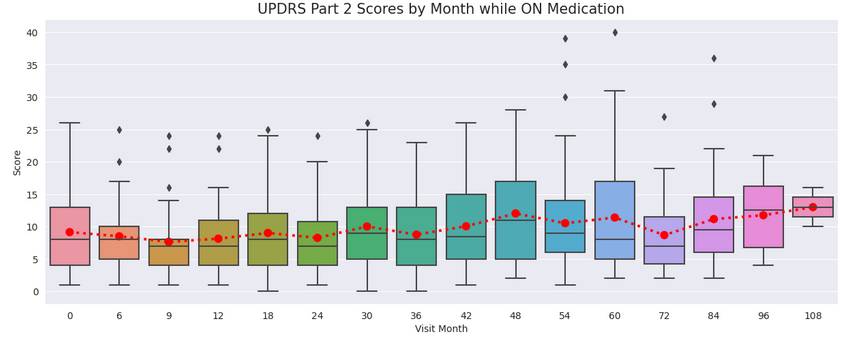 UPDRS Part 2 Scores by Month while ON Medication
40
35
30
25
20
15
10
5
0
Score
0 6 9 12 18 24 30 36 42 48 54 60 72 84 96 108
Visit Month